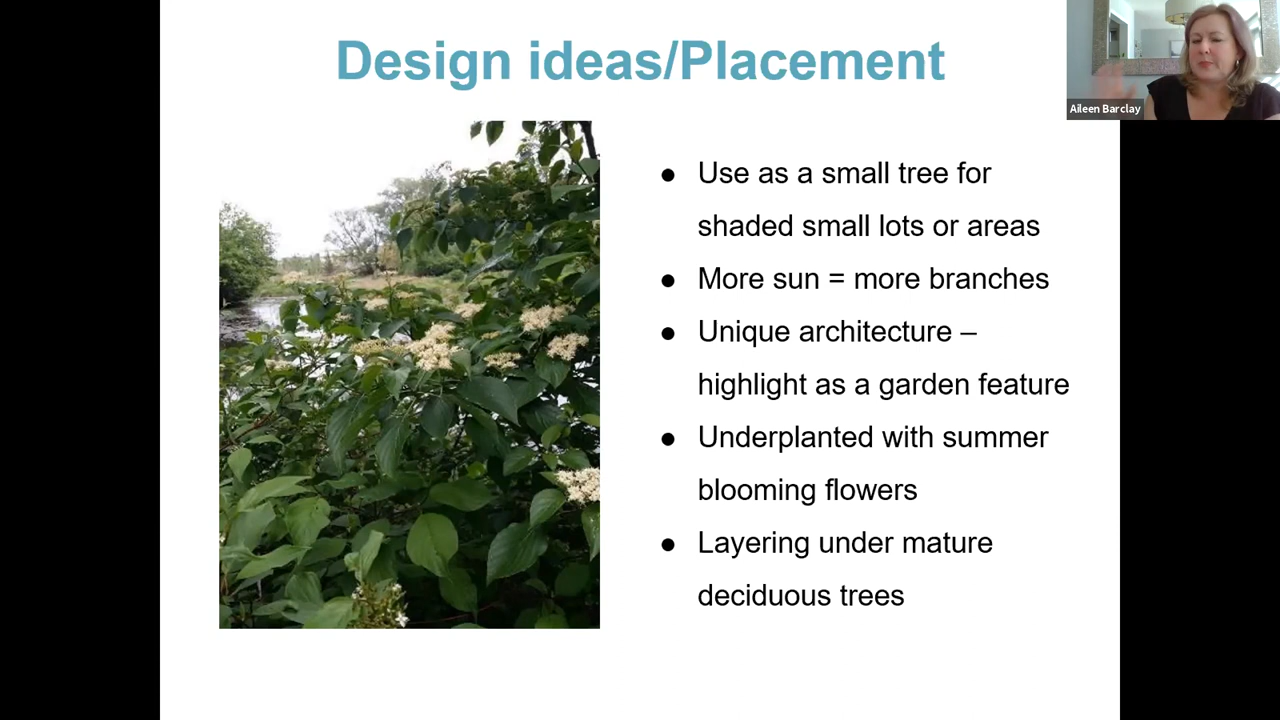 Design ideas/Placement
Aileen Barclay
● Use as a small tree for
shaded small lots or areas
● More sun = more branches
● Unique architecture –
highlight as a garden feature
● Underplanted with summer
blooming flowers
● Layering under mature
deciduous trees